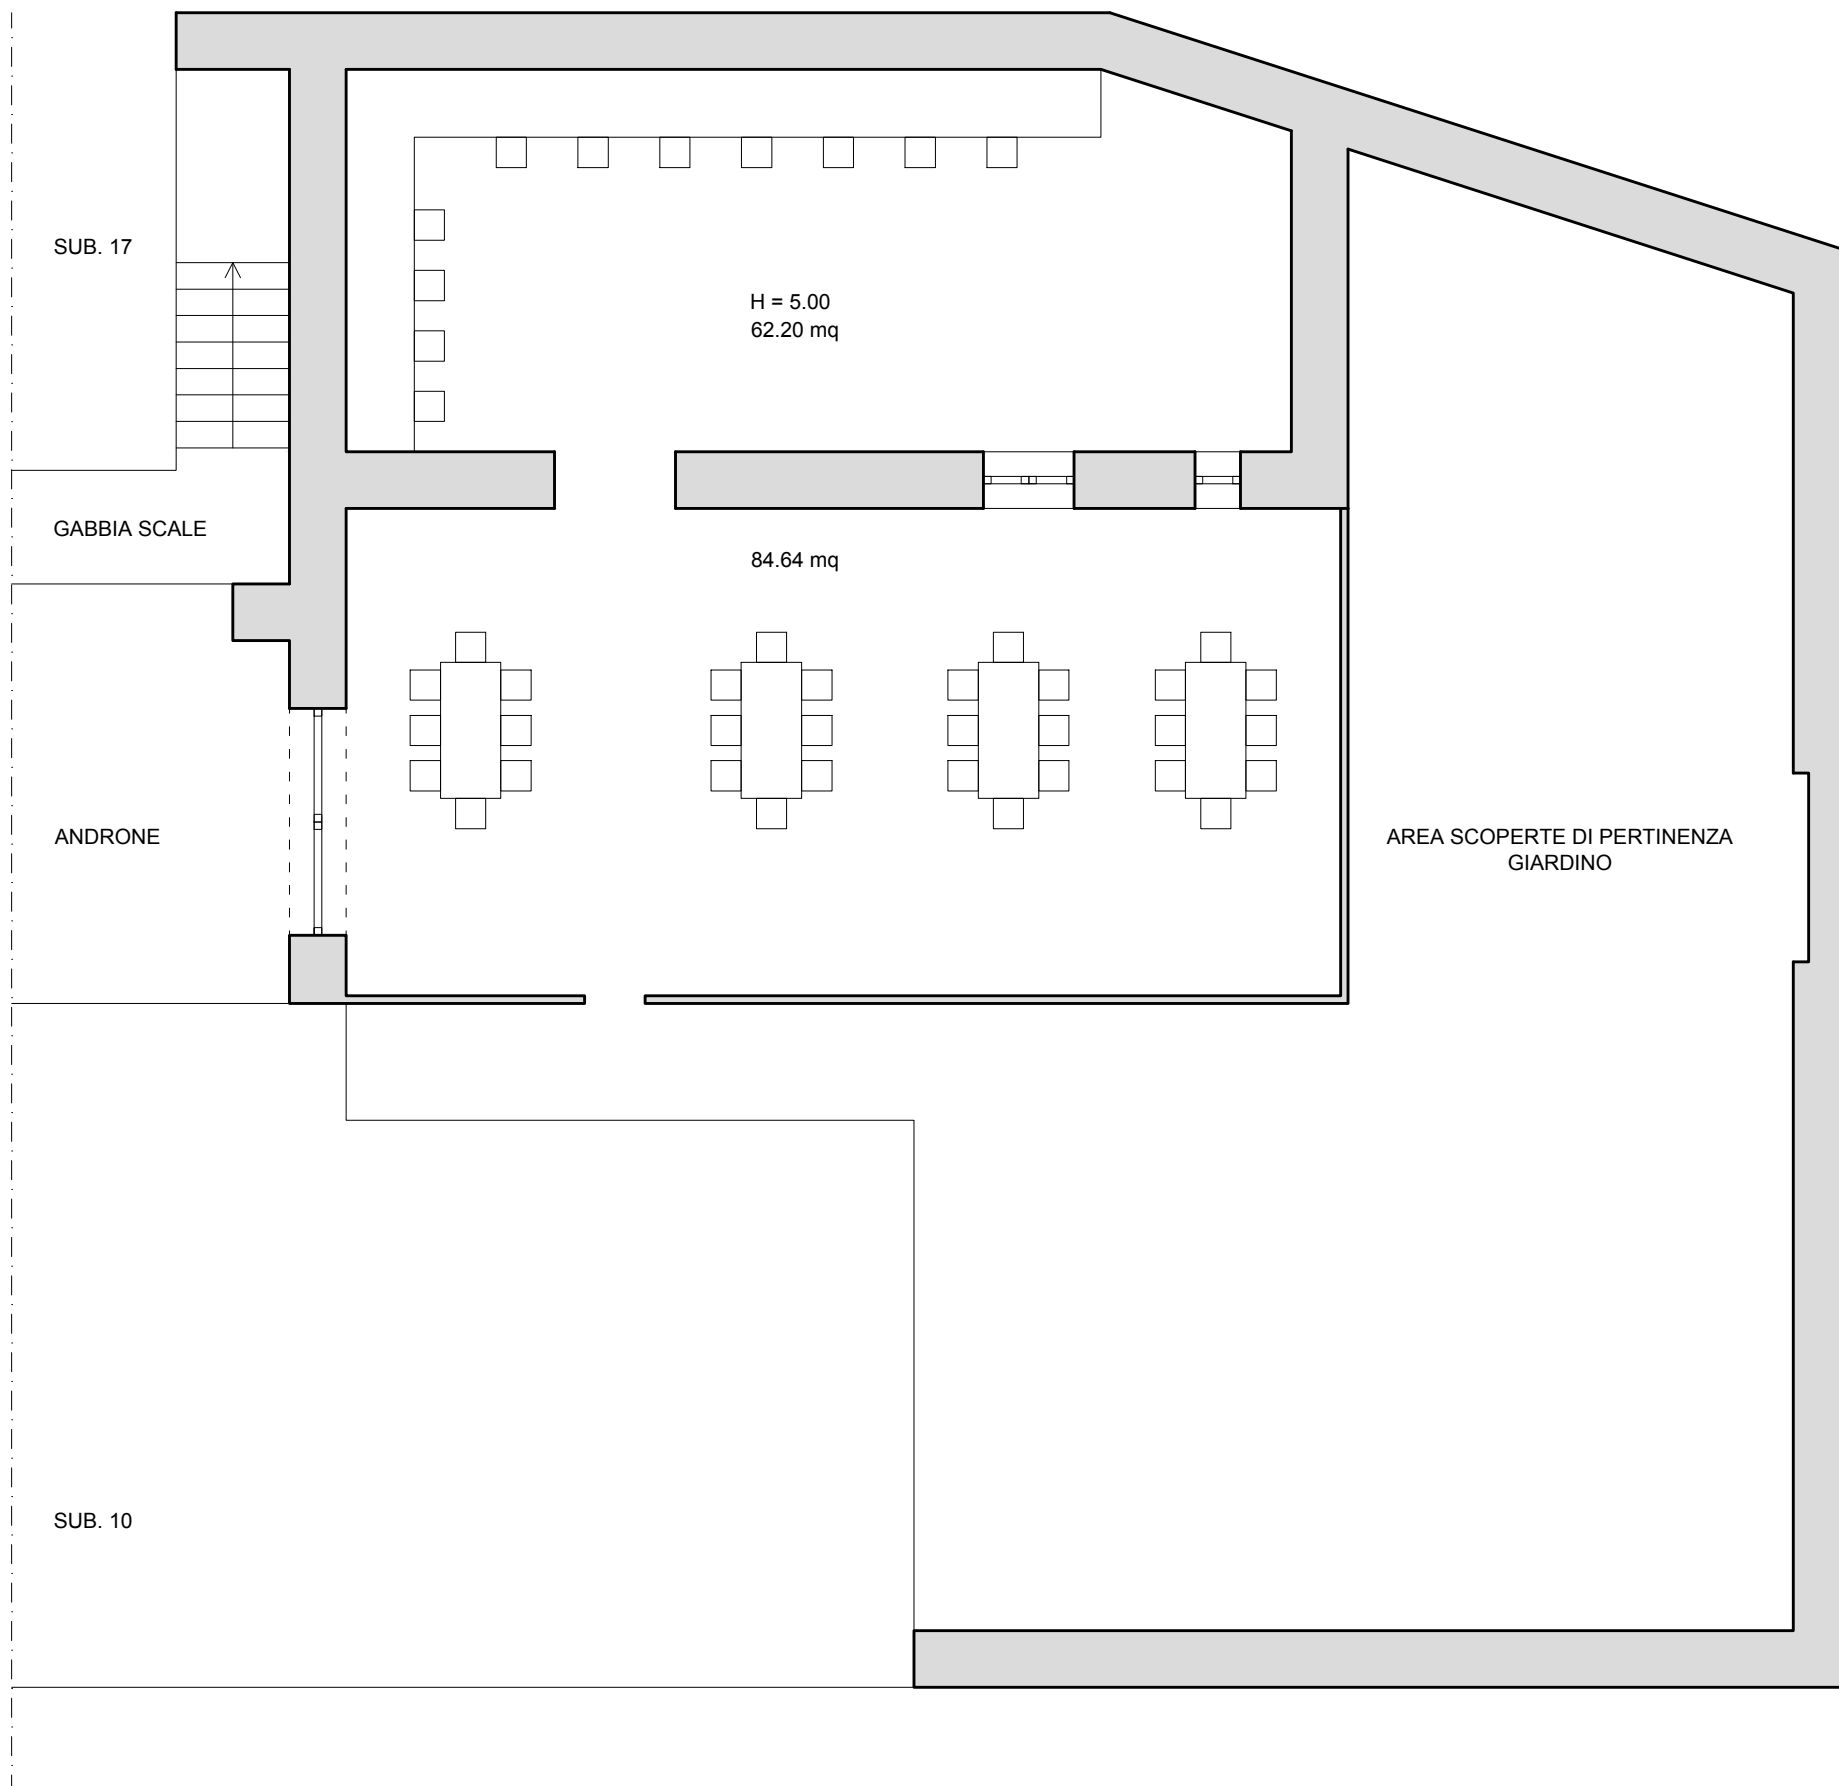 SUB. 17
H = 5.00
62.20 mq
GABBIA SCALE
84.64 mq
ANDRONE
AREA SCOPERTE DI PERTINENZA
GIARDINO
SUB. 10